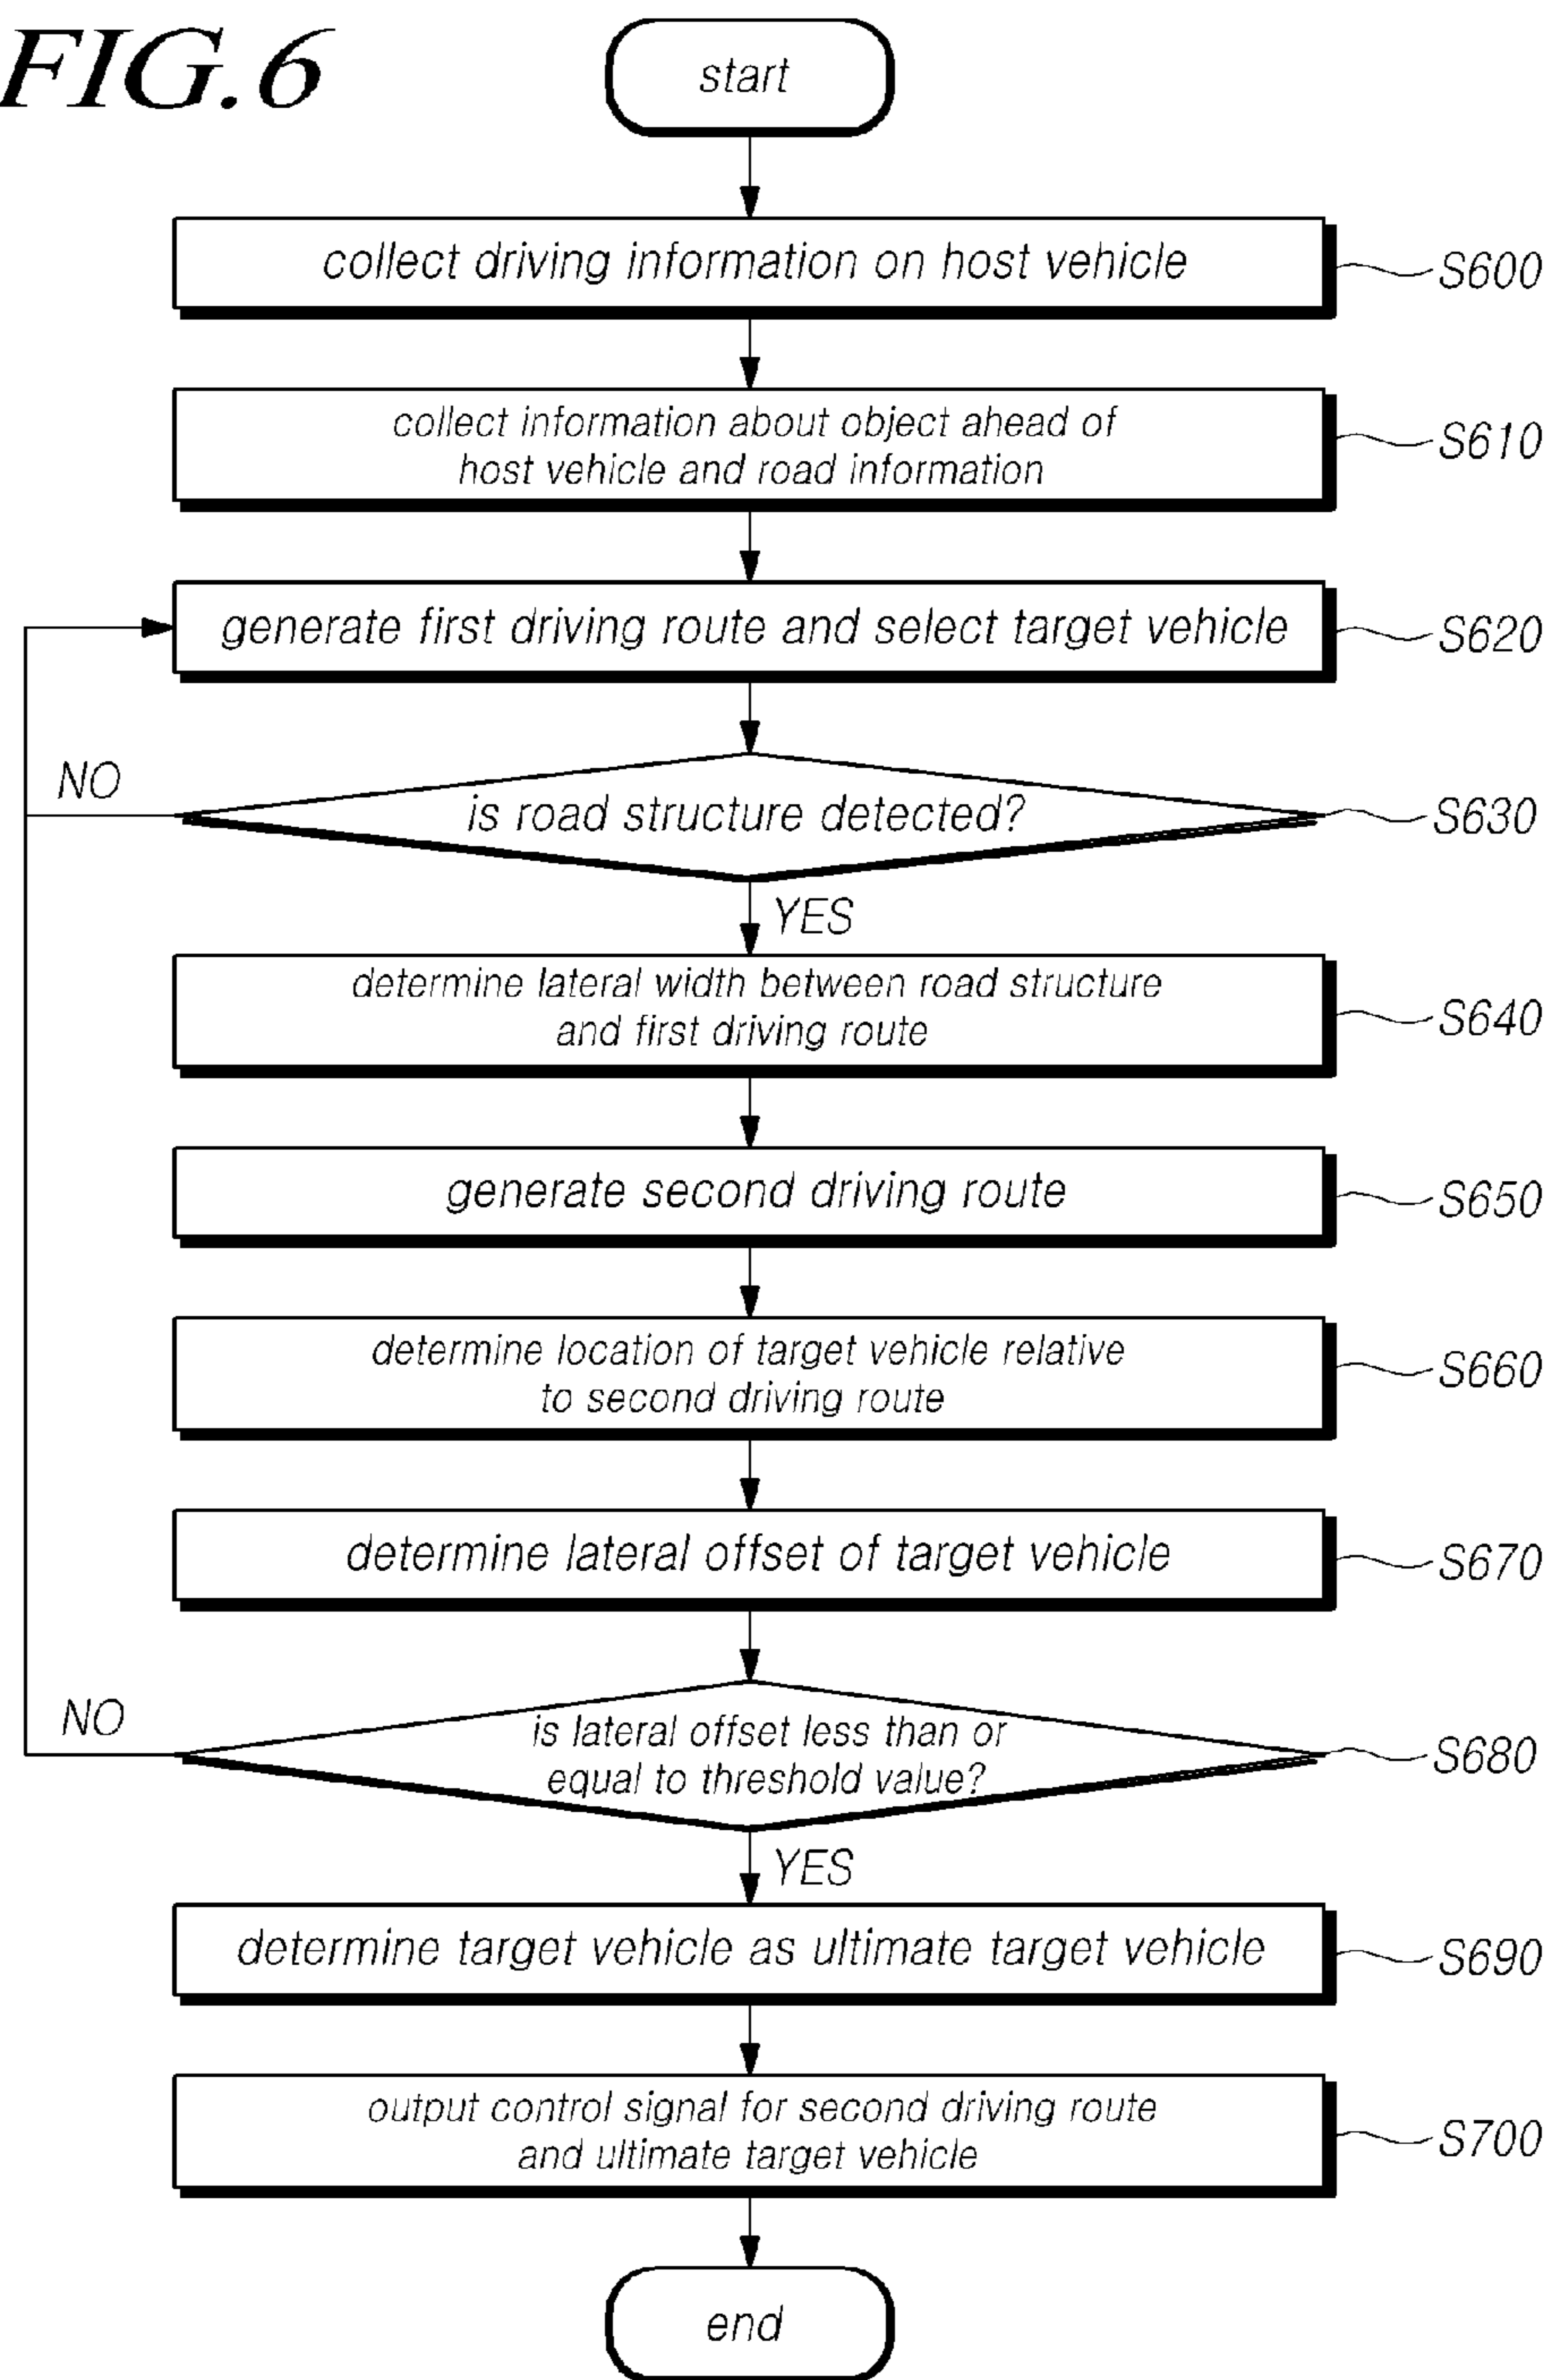 FIG.6
start
collect driving information on host vehicle
S600
collect information about object ahead of
host vehicle and road information
S610
generate first driving route and select target vehicle
S620
NO
is road structure detected?
S630
YES
determine lateral width between road structure
and first driving route
S640
generate second driving route
S650
determine location of target vehicle relative
to second driving route
S660
determine lateral offset of target vehicle
S670
NO
is lateral offset less than or
equal to threshold value?
S680
YES
determine target vehicle as ultimate target vehicle
S690
output control signal for second driving route
and ultimate target vehicle
S700
end